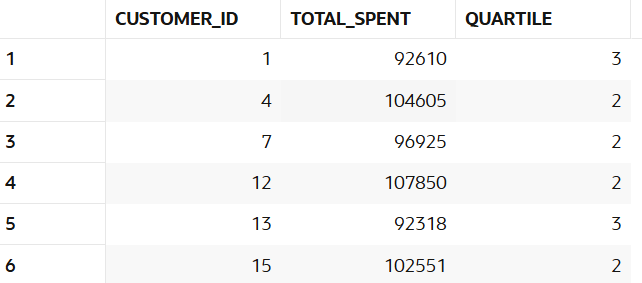 CUSTOMER_ID TOTAL_SPENT QUARTILE
1 1 92610 3
2 4 104605 2
3 7 96925 2
4 12 107850 2
5 13 92318 3
6 15 102551 2